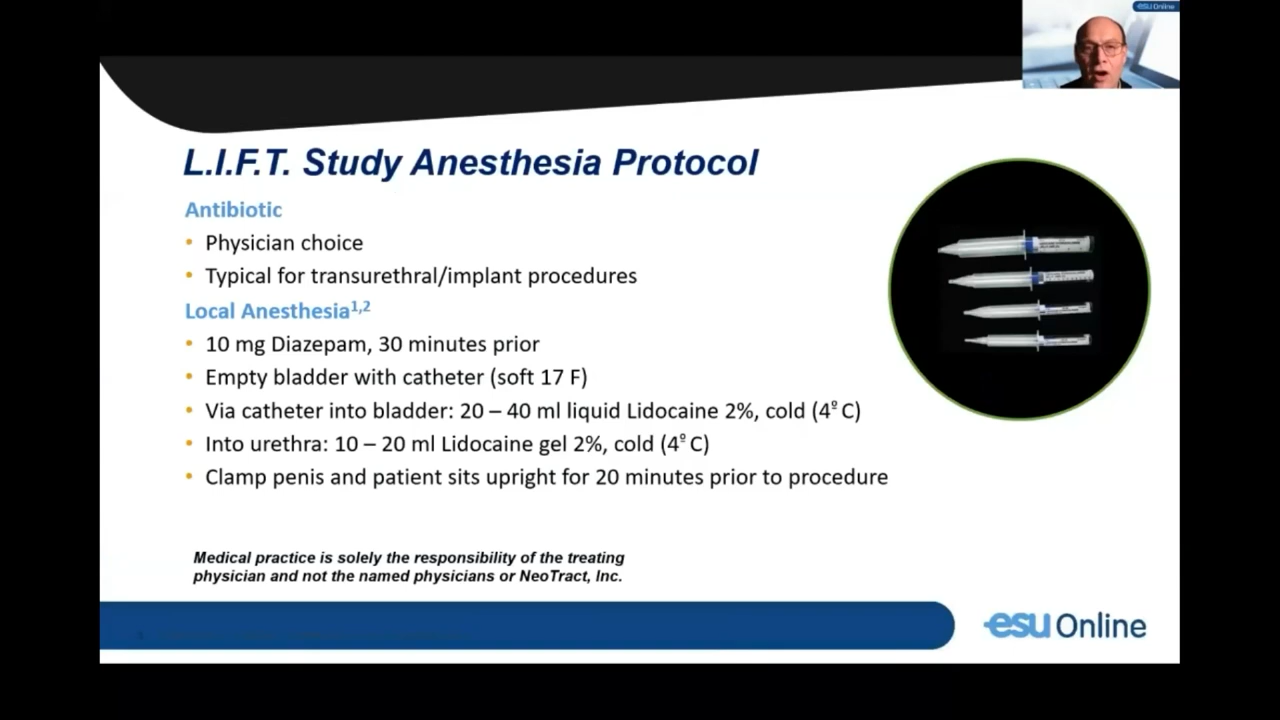 esu Online
L.I.F.T. Study Anesthesia Protocol
Antibiotic
• Physician choice
• Typical for transurethral/implant procedures
Local Anesthesia1,2
• 10 mg Diazepam, 30 minutes prior
• Empty bladder with catheter (soft 17 F)
• Via catheter into bladder: 20 – 40 ml liquid Lidocaine 2%, cold (4º C)
• Into urethra: 10 – 20 ml Lidocaine gel 2%, cold (4º C)
• Clamp penis and patient sits upright for 20 minutes prior to procedure
Medical practice is solely the responsibility of the treating
physician and not the named physicians or NeoTract, Inc.
esu Online